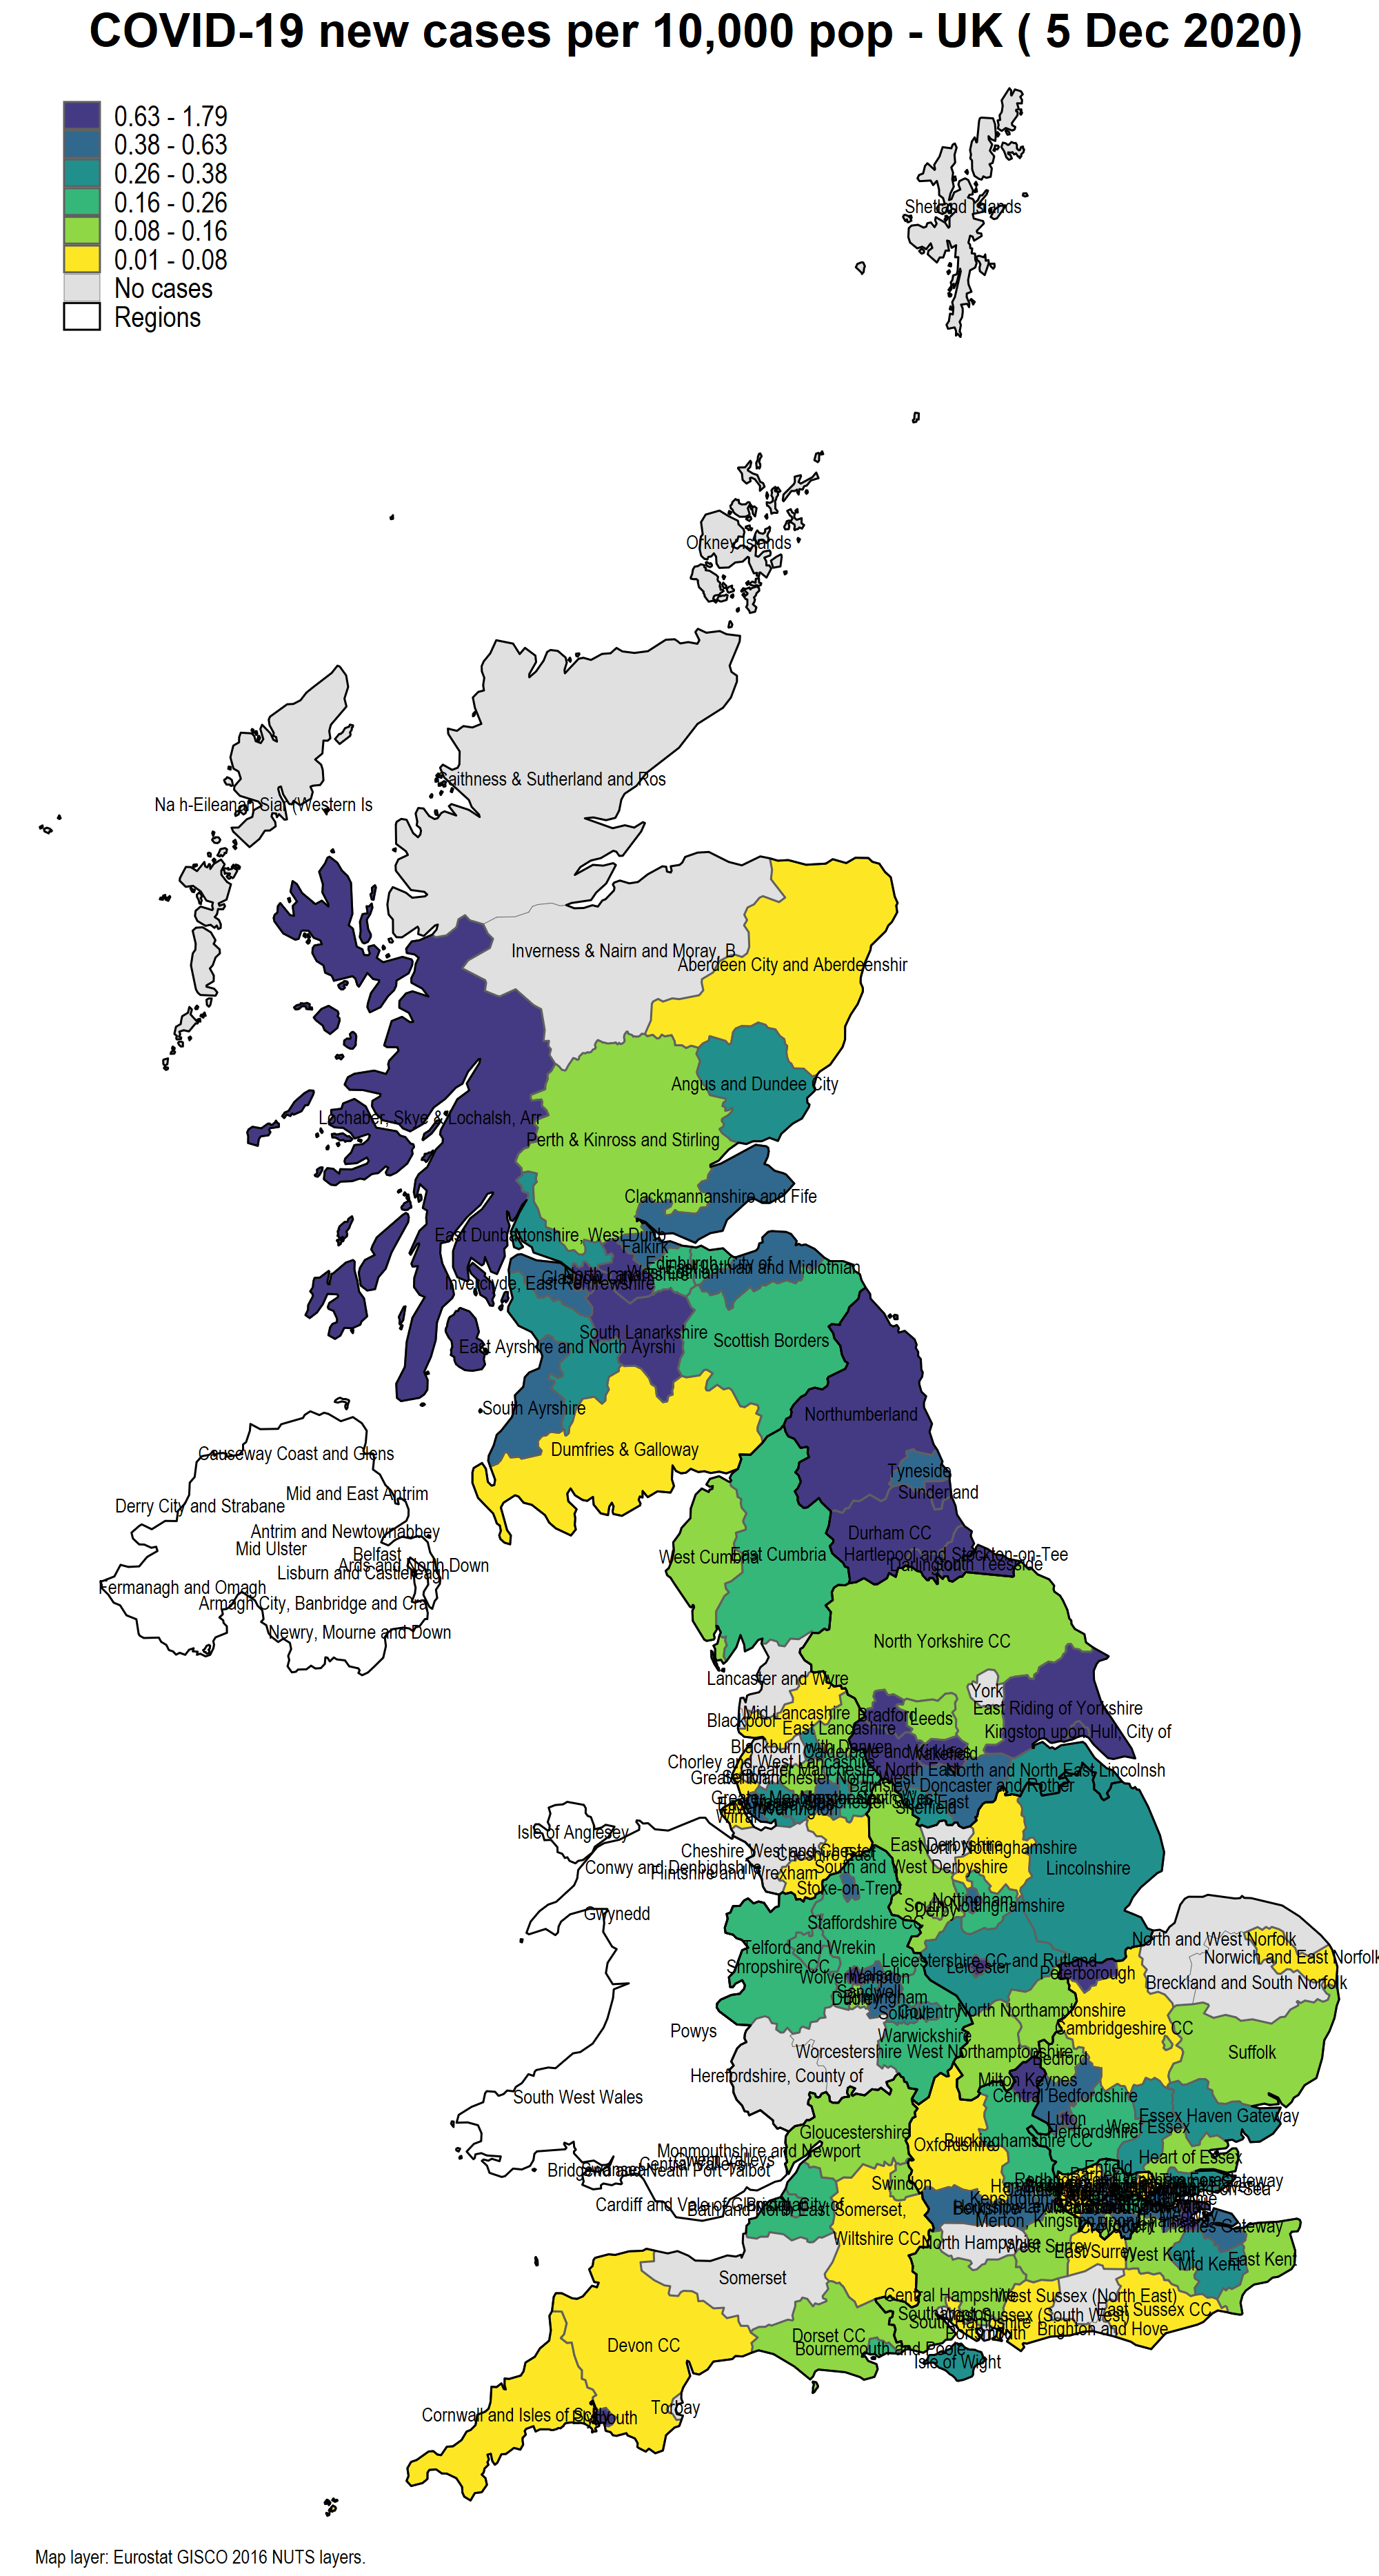 COVID-19 new cases per 10,000 pop - UK ( 5 Dec 2020)
0.63 - 1.79
0.38 - 0.63
0.26 - 0.38
0.16 - 0.26
0.08 - 0.16
0.01 - 0.08
No cases
Regions
Shetland Islands
Orkney Islands
Caithness & Sutherland and Ros
Na h-Eileanan Siar (Western Is
Inverness & Nairn and Moray, B
Aberdeen City and Aberdeenshir
Angus and Dundee City
Lochaber, Skye & Lochalsh, Arr
Perth & Kinross and Stirling
Clackmannanshire and Fife
East Dunbartonshire, West Dunb
Falkirk
Edinburgh, City of
East Lothian and Midlothian
West Lothian
North Lanarkshire
Glasgow City
Inverclyde, East Renfrewshire
South Lanarkshire
Scottish Borders
East Ayrshire and North Ayrshi
South Ayrshire
Northumberland
Dumfries & Galloway
Causeway Coast and Glens
Tyneside
Sunderland
Mid and East Antrim
Derry City and Strabane
Antrim and Newtownabbey
Durham CC
Mid Ulster
Belfast
Hartlepool and Stockton-on-Tee
West Cumbria
East Cumbria
Ards and North Down
Darlington
South Teesside
Lisburn and Castlereagh
Fermanagh and Omagh
Armagh City, Banbridge and Cra
Newry, Mourne and Down
North Yorkshire CC
Lancaster and Wyre
York
East Riding of Yorkshire
Mid Lancashire
Bradford
Leeds
Blackpool
East Lancashire
Kingston upon Hull, City of
Blackburn with Darwen
Calderdale and Kirklees
Wakefield
Chorley and West Lancashire
Greater Manchester North East
North and North East Lincolnsh
Sefton
Greater Manchester North West
Barnsley
Doncaster and Rother
Greater Manchester South West
Sheffield
Warrington
Wirral
Isle of Anglesey
East Derbyshire
North Nottinghamshire
Cheshire West and Chester
Cheshire East
Conwy and Denbighshire
Flintshire and Wrexham
South and West Derbyshire
Lincolnshire
Stoke-on-Trent
Nottingham
South Nottinghamshire
Derby
Gwynedd
Staffordshire CC
North and West Norfolk
Telford and Wrekin
Norwich and East Norfolk
Leicestershire CC and Rutland
Shropshire CC
Leicester
Peterborough
Walsall
Wolverhampton
Breckland and South Norfolk
Sandwell
Birmingham
Dudley
Solihull
Coventry
North Northamptonshire
Powys
Cambridgeshire CC
Warwickshire
Worcestershire
West Northamptonshire
Suffolk
Bedford
Herefordshire, County of
Milton Keynes
South West Wales
Central Bedfordshire
Luton
Essex Haven Gateway
Gloucestershire
Hertfordshire
West Essex
Oxfordshire
Buckinghamshire CC
Monmouthshire and Newport
Heart of Essex
Gwent Valleys
Central Valleys
Bridgend and Neath Port Talbot
Swansea
Enfield
Barnet
Swindon
Cardiff and Vale of Glamorgan
Bristol, City of
Bath and North East Somerset,
Berkshire
Wiltshire CC
Merton, Kingston upon Thames
Croydon
Kent Thames Gateway
North Hampshire
West Surrey
East Surrey
West Kent
Mid Kent
East Kent
Somerset
Central Hampshire
West Sussex (North East)
Southampton
West Sussex (South West)
East Sussex CC
South Hampshire
Portsmouth
Brighton and Hove
Dorset CC
Devon CC
Bournemouth and Poole
Isle of Wight
Torbay
Cornwall and Isles of Scilly
Plymouth
Map layer: Eurostat GISCO 2016 NUTS layers.